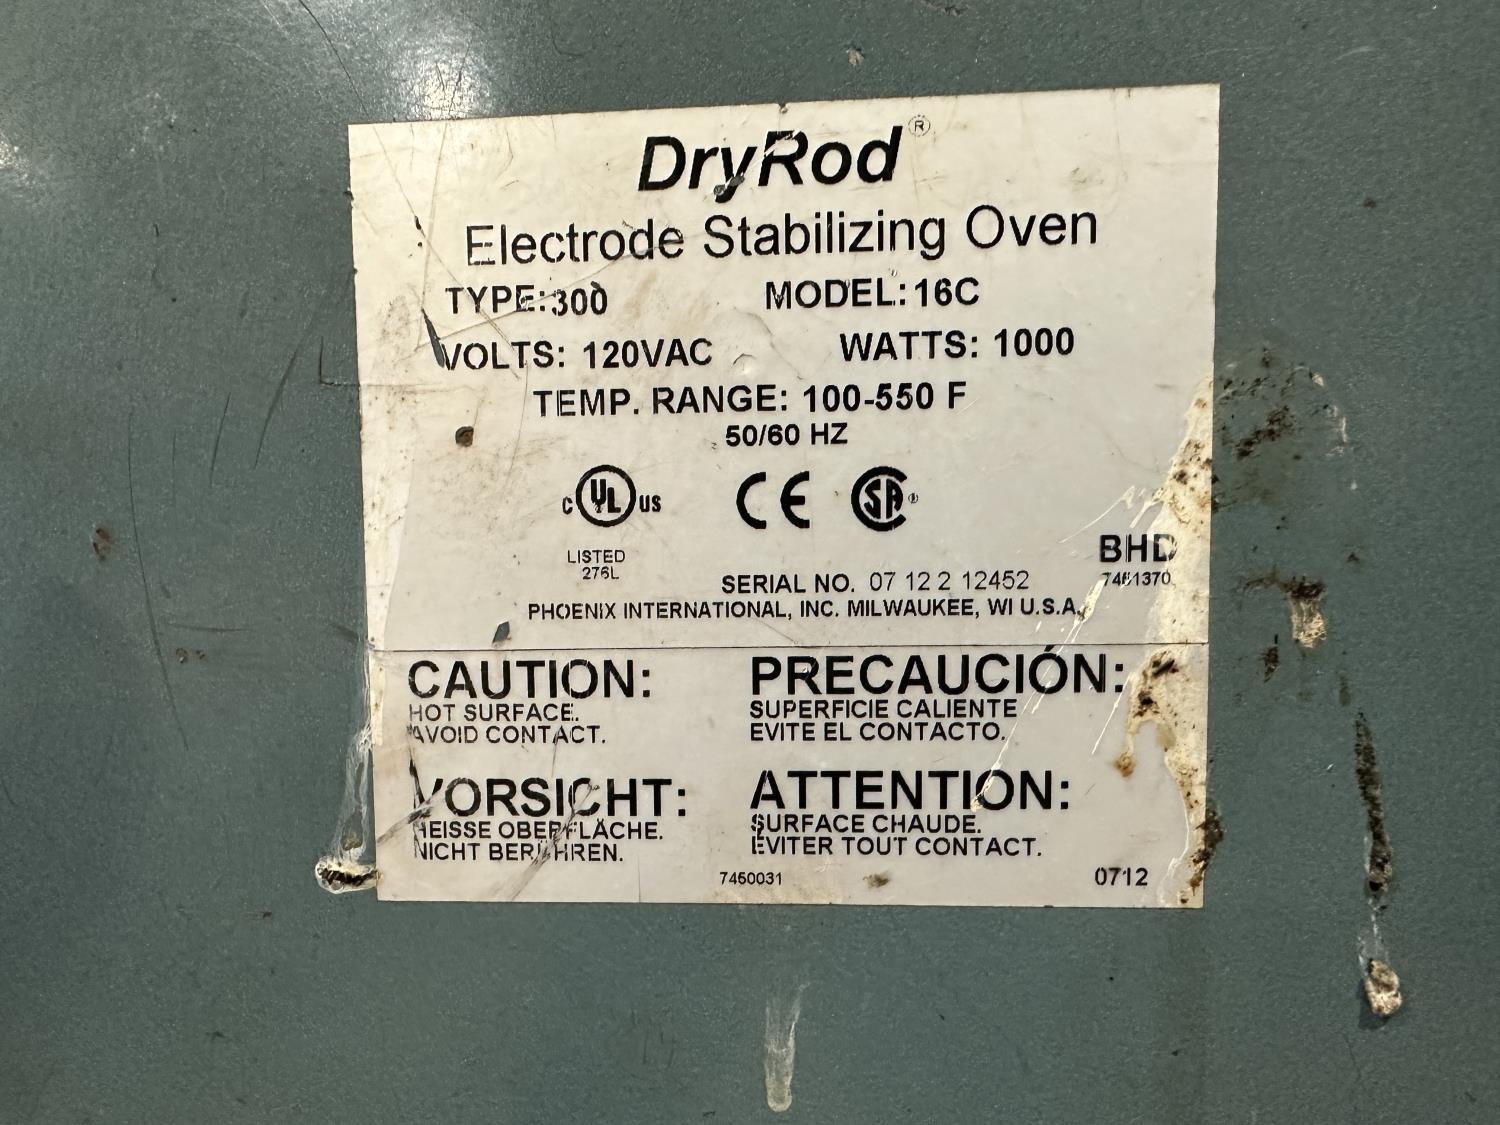 DryRod®
Electrode Stabilizing Oven
TYPE: 300 MODEL: 16C
VOLTS: 120VAC WATTS: 1000
TEMP. RANGE: 100-550 F
50/60 HZ
C UL US CE SA®
LISTED
276L
BHD
7461370
SERIAL NO. 07 12 2 12452
PHOENIX INTERNATIONAL, INC. MILWAUKEE, WI U.S.A.
CAUTION:
HOT SURFACE.
AVOID CONTACT.
PRECAUCIÓN:
SUPERFICIE CALIENTE
EVITE EL CONTACTO.
VORSICHT:
HEISSE OBERFLÄCHE.
NICHT BERÜHREN.
ATTENTION:
SURFACE CHAUDE.
EVITER TOUT CONTACT.
7450031
0712